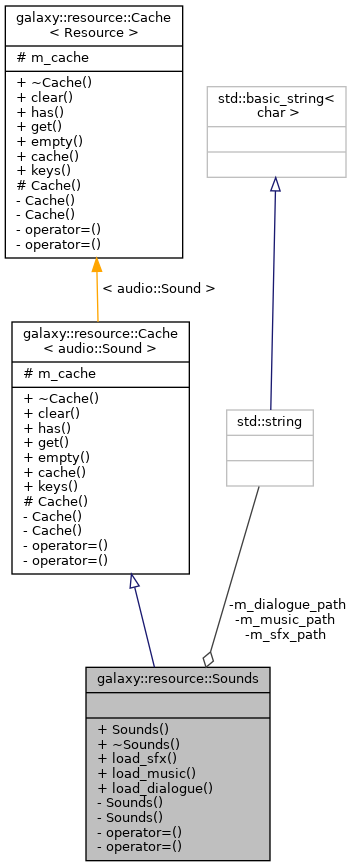 galaxy::resource::Cache
< Resource >
# m_cache
+ ~Cache()
+ clear()
+ has()
+ get()
+ empty()
+ cache()
+ keys()
# Cache()
- Cache()
- Cache()
- operator=()
- operator=()
std::basic_string<
char >
< audio::Sound >
galaxy::resource::Cache
< audio::Sound >
# m_cache
+ ~Cache()
+ clear()
+ has()
+ get()
+ empty()
+ cache()
+ keys()
# Cache()
- Cache()
- Cache()
- operator=()
- operator=()
std::string
-m_dialogue_path
-m_music_path
-m_sfx_path
galaxy::resource::Sounds
+ Sounds()
+ ~Sounds()
+ load_sfx()
+ load_music()
+ load_dialogue()
- Sounds()
- Sounds()
- operator=()
- operator=()